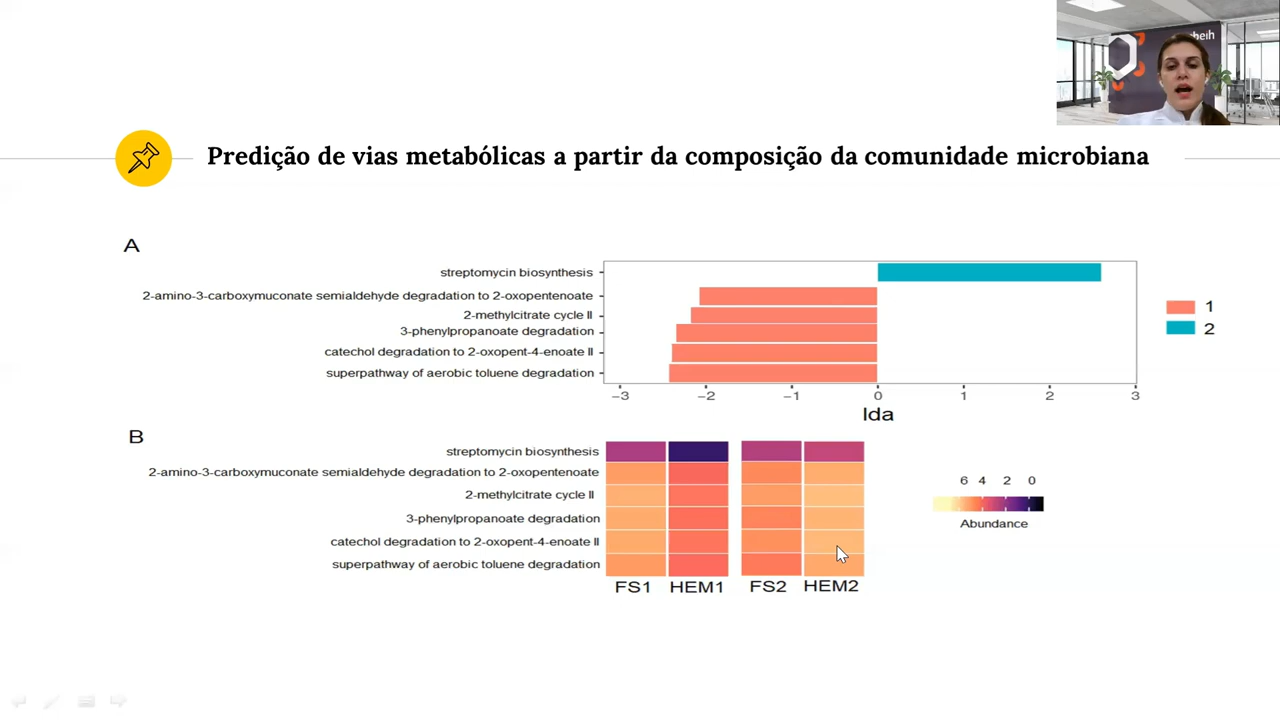 beih
Predição de vias metabólicas a partir da composição da comunidade microbiana
A
streptomycin biosynthesis
2-amino-3-carboxymuconate semialdehyde degradation to 2-oxopentenoate
2-methylcitrate cycle II
3-phenylpropanoate degradation
catechol degradation to 2-oxopent-4-enoate II
superpathway of aerobic toluene degradation
−3 −2 −1 0 1 2 3
lda
1
2
B
streptomycin biosynthesis
2-amino-3-carboxymuconate semialdehyde degradation to 2-oxopentenoate
2-methylcitrate cycle II
3-phenylpropanoate degradation
catechol degradation to 2-oxopent-4-enoate II
superpathway of aerobic toluene degradation
FS1 HEM1 FS2 HEM2
6 4 2 0
Abundance